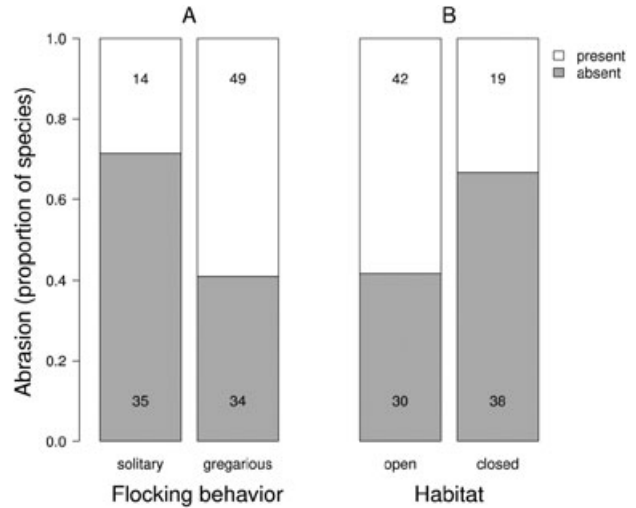 A
B
1.0
0.8
0.6
0.4
0.2
0.0
Abrasion (proportion of species)
14
49
35
34
42
19
30
38
present
absent
solitary
gregarious
open
closed
Flocking behavior
Habitat